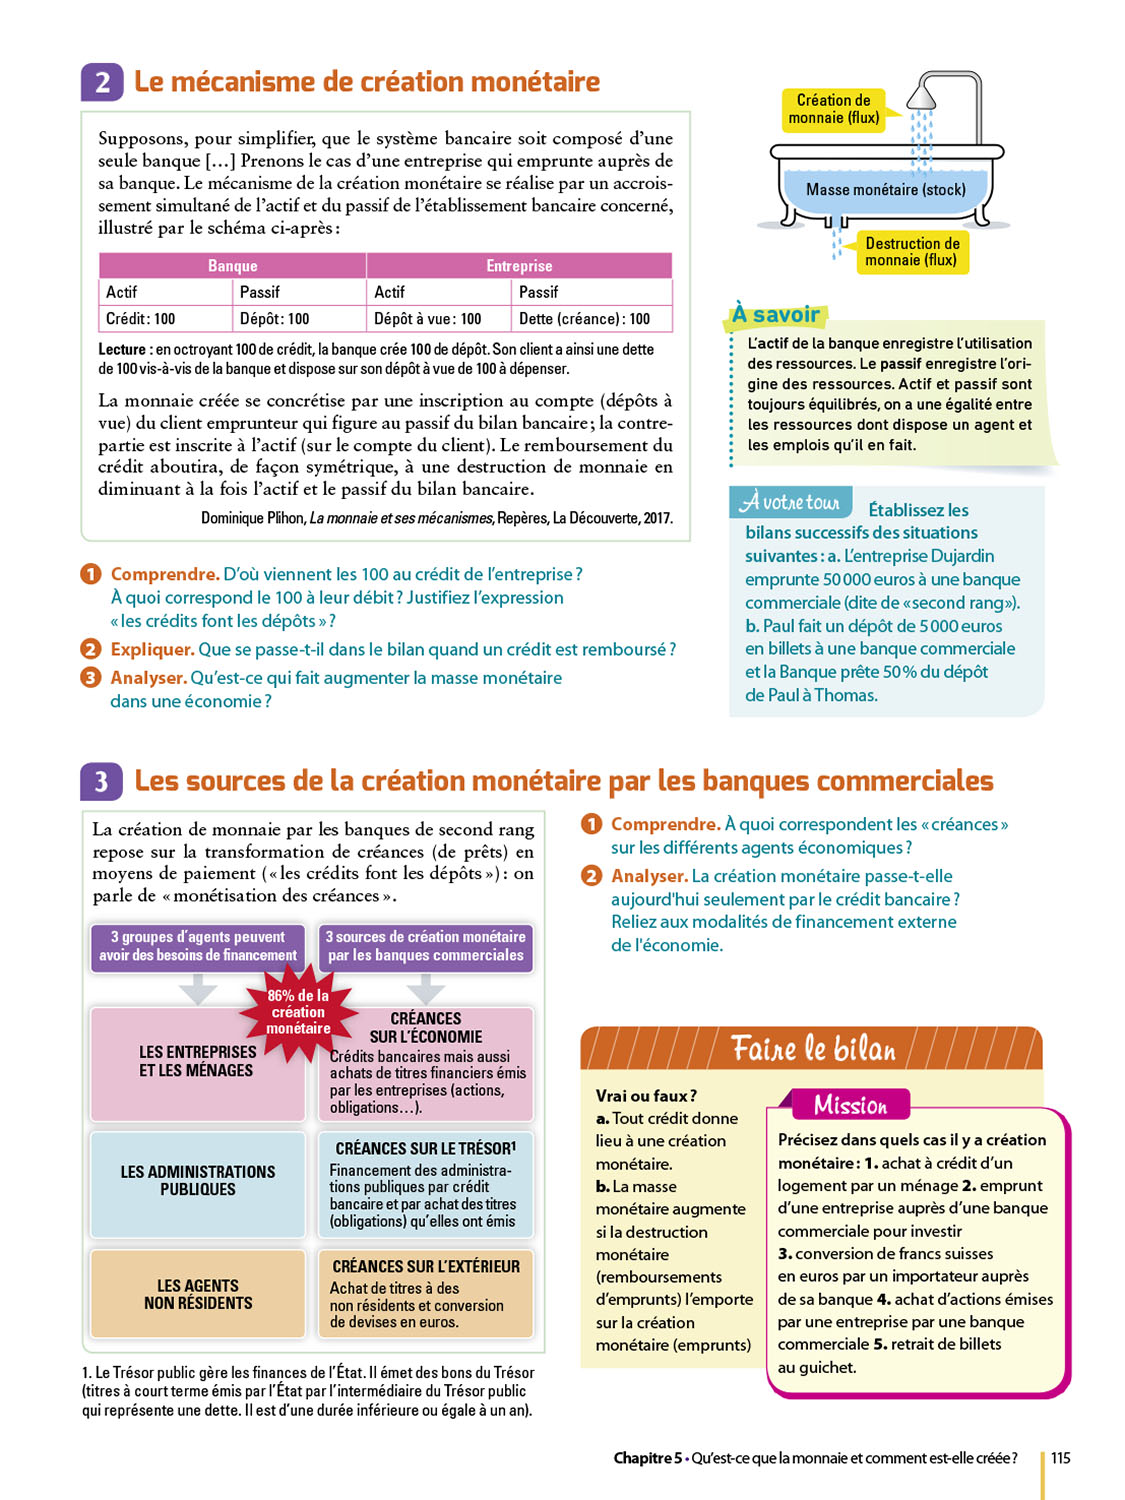 2 Le mécanisme de création monétaire
Supposons, pour simplifier, que le système bancaire soit composé d'une
seule banque […] Prenons le cas d'une entreprise qui emprunte auprès de
sa banque. Le mécanisme de la création monétaire se réalise par un accrois-
sement simultané de l'actif et du passif de l'établissement bancaire concerné,
illustré par le schéma ci-après :
Banque Entreprise
Actif Passif Actif Passif
Crédit : 100 Dépôt : 100 Dépôt à vue : 100 Dette (créance) : 100
Lecture : en octroyant 100 de crédit, la banque crée 100 de dépôt. Son client a ainsi une dette
de 100 vis-à-vis de la banque et dispose sur son dépôt à vue de 100 à dépenser.
La monnaie créée se concrétise par une inscription au compte (dépôts à
vue) du client emprunteur qui figure au passif du bilan bancaire ; la contre-
partie est inscrite à l'actif (sur le compte du client). Le remboursement du
crédit aboutira, de façon symétrique, à une destruction de monnaie en
diminuant à la fois l'actif et le passif du bilan bancaire.
Dominique Plihon, La monnaie et ses mécanismes, Repères, La Découverte, 2017.
1 Comprendre. D'où viennent les 100 au crédit de l'entreprise ?
À quoi correspond le 100 à leur débit ? Justifiez l'expression
« les crédits font les dépôts » ?
2 Expliquer. Que se passe-t-il dans le bilan quand un crédit est remboursé ?
3 Analyser. Qu'est-ce qui fait augmenter la masse monétaire
dans une économie ?
Création de
monnaie (flux)
Masse monétaire (stock)
Destruction de
monnaie (flux)
À savoir
L'actif de la banque enregistre l'utilisation
des ressources. Le passif enregistre l'ori-
gine des ressources. Actif et passif sont
toujours équilibrés, on a une égalité entre
les ressources dont dispose un agent et
les emplois qu'il en fait.
À votre tour
Établissez les
bilans successifs des situations
suivantes : a. L'entreprise Dujardin
emprunte 50 000 euros à une banque
commerciale (dite de « second rang »).
b. Paul fait un dépôt de 5 000 euros
en billets à une banque commerciale
et la Banque prête 50 % du dépôt
de Paul à Thomas.
3 Les sources de la création monétaire par les banques commerciales
La création de monnaie par les banques de second rang
repose sur la transformation de créances (de prêts) en
moyens de paiement (« les crédits font les dépôts ») : on
parle de « monétisation des créances ».
3 groupes d'agents peuvent
avoir des besoins de financement
3 sources de création monétaire
par les banques commerciales
86% de la
création
monétaire
LES ENTREPRISES
ET LES MÉNAGES
CRÉANCES
SUR L'ÉCONOMIE
Crédits bancaires mais aussi
achats de titres financiers émis
par les entreprises (actions,
obligations…).
LES ADMINISTRATIONS
PUBLIQUES
CRÉANCES SUR LE TRÉSOR1
Financement des administra-
tions publiques par crédit
bancaire et par achat des titres
(obligations) qu'elles ont émis
LES AGENTS
NON RÉSIDENTS
CRÉANCES SUR L'EXTÉRIEUR
Achat de titres à des
non résidents et conversion
de devises en euros.
1. Le Trésor public gère les finances de l'État. Il émet des bons du Trésor
(titres à court terme émis par l'État par l'intermédiaire du Trésor public
qui représente une dette. Il est d'une durée inférieure ou égale à un an).
1 Comprendre. À quoi correspondent les « créances »
sur les différents agents économiques ?
2 Analyser. La création monétaire passe-t-elle
aujourd'hui seulement par le crédit bancaire ?
Reliez aux modalités de financement externe
de l'économie.
Faire le bilan
Vrai ou faux ?
a. Tout crédit donne
lieu à une création
monétaire.
b. La masse
monétaire augmente
si la destruction
monétaire
(remboursements
d'emprunts) l'emporte
sur la création
monétaire (emprunts)
Mission
Précisez dans quels cas il y a création
monétaire : 1. achat à crédit d'un
logement par un ménage 2. emprunt
d'une entreprise auprès d'une banque
commerciale pour investir
3. conversion de francs suisses
en euros par un importateur auprès
de sa banque 4. achat d'actions émises
par une entreprise par une banque
commerciale 5. retrait de billets
au guichet.
Chapitre 5 • Qu'est-ce que la monnaie et comment est-elle créée ? 115